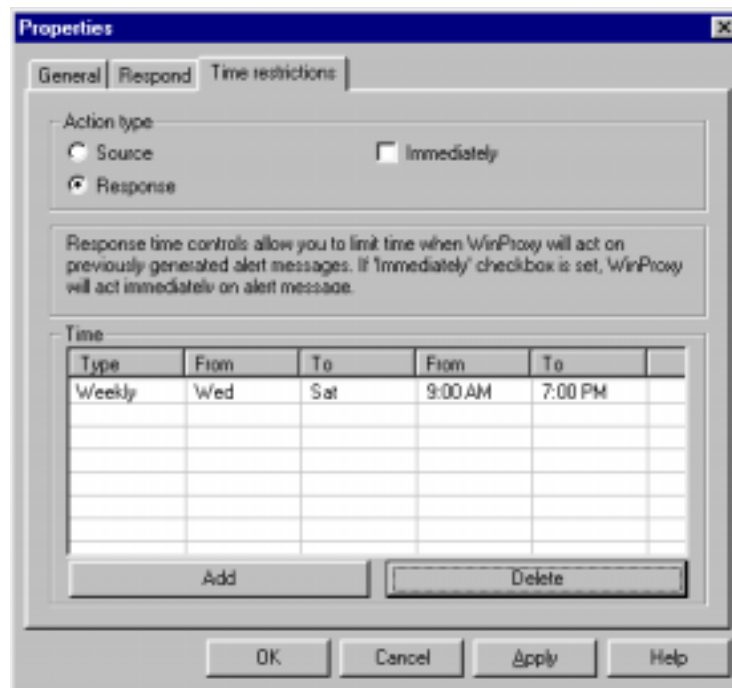 Properties
General Respond Time restrictions
Action type
Source Immediately
Response
Response time controls allow you to limit time when WinProxy will act on
previously generated alert messages. If 'Immediately' checkbox is set, WinProxy
will act immediately on alert message.
Time
Type From To From To
Weekly Wed Sat 9:00 AM 7:00 PM
Add Delete
OK Cancel Apply Help